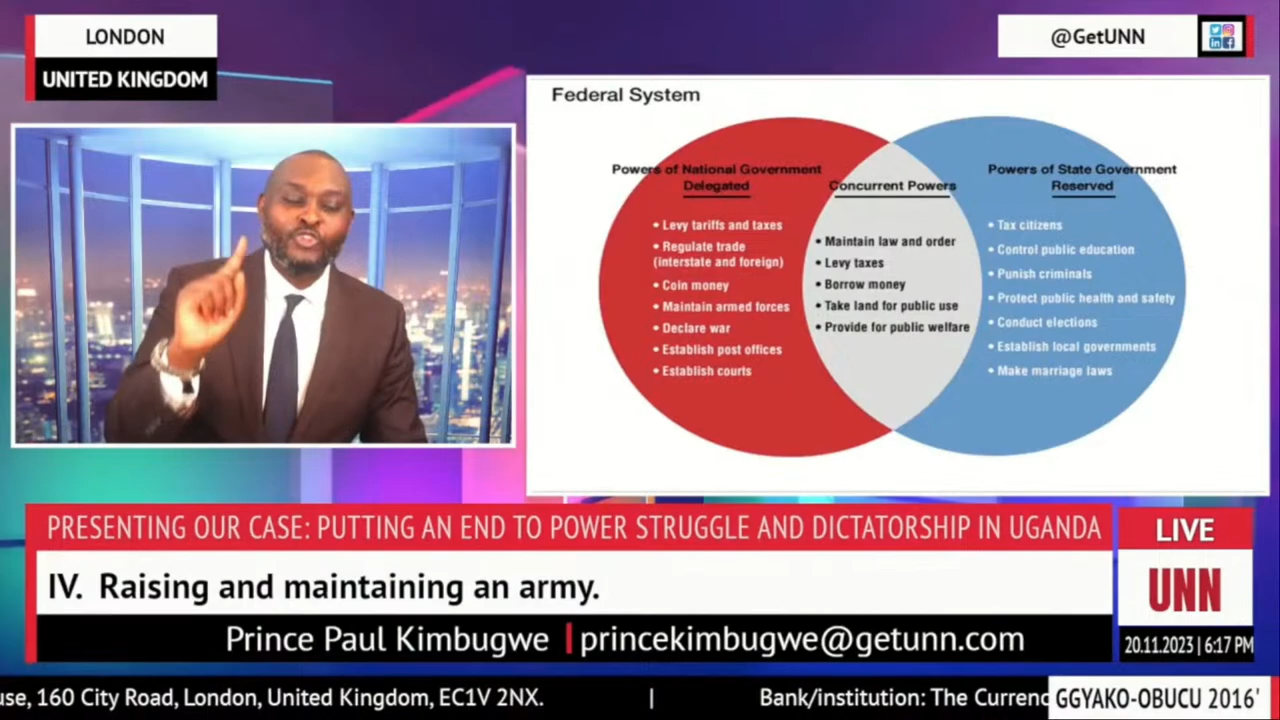 LONDON
UNITED KINGDOM
@GetUNN
Federal System
Powers of National Government
Delegated
• Levy tariffs and taxes
• Regulate trade
(interstate and foreign)
• Coin money
• Maintain armed forces
• Declare war
• Establish post offices
• Establish courts
Concurrent Powers
• Maintain law and order
• Levy taxes
• Borrow money
• Take land for public use
• Provide for public welfare
Powers of State Government
Reserved
• Tax citizens
• Control public education
• Punish criminals
• Protect public health and safety
• Conduct elections
• Establish local governments
• Make marriage laws
PRESENTING OUR CASE: PUTTING AN END TO POWER STRUGGLE AND DICTATORSHIP IN UGANDA
IV. Raising and maintaining an army.
Prince Paul Kimbugwe | princekimbugwe@getunn.com
LIVE
UNN
20.11.2023 | 6:17 PM
use, 160 City Road, London, United Kingdom, EC1V 2NX. | Bank/institution: The Currenc
GGYAKO-OBUCU 2016'